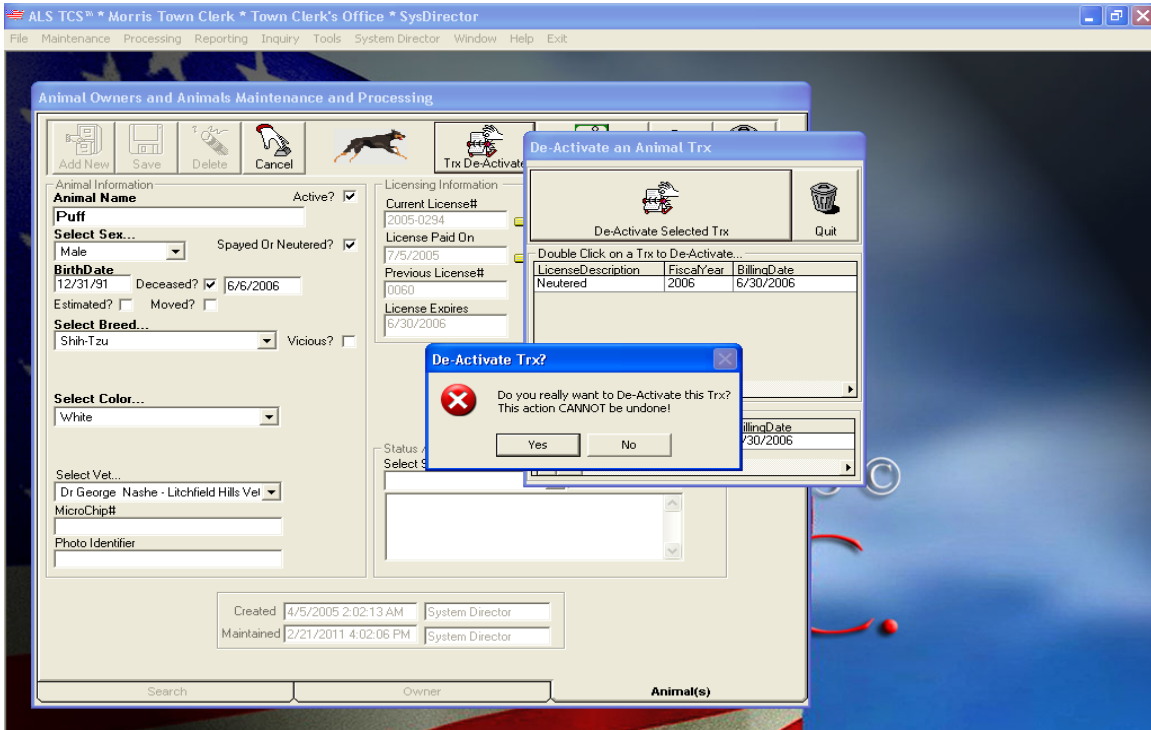 ALS TCS™ * Morris Town Clerk * Town Clerk's Office * SysDirector
File Maintenance Processing Reporting Inquiry Tools System Director Window Help Exit
Animal Owners and Animals Maintenance and Processing
Add New Save Delete Cancel Trx De-Activate
Animal Information
Animal Name Active?
Puff
Select Sex...
Male Spayed Or Neutered?
BirthDate
12/31/91 Deceased? 6/6/2006
Estimated? Moved?
Select Breed...
Shih-Tzu Vicious?
Select Color...
White
Select Vet...
Dr George Nashe - Litchfield Hills Vet
MicroChip#
Photo Identifier
Licensing Information
Current License#
2005-0294
License Paid On
7/5/2005
Previous License#
0060
License Expires
6/30/2006
Status
Select S
De-Activate an Animal Trx
De-Activate Selected Trx Quit
Double Click on a Trx to De-Activate...
LicenseDescription FiscalYear BillingDate
Neutered 2006 6/30/2006
illingDate
/30/2006
De-Activate Trx?
Do you really want to De-Activate this Trx?
This action CANNOT be undone!
Yes No
©
Created 4/5/2005 2:02:13 AM System Director
Maintained 2/21/2011 4:02:06 PM System Director
Search Owner Animal(s)